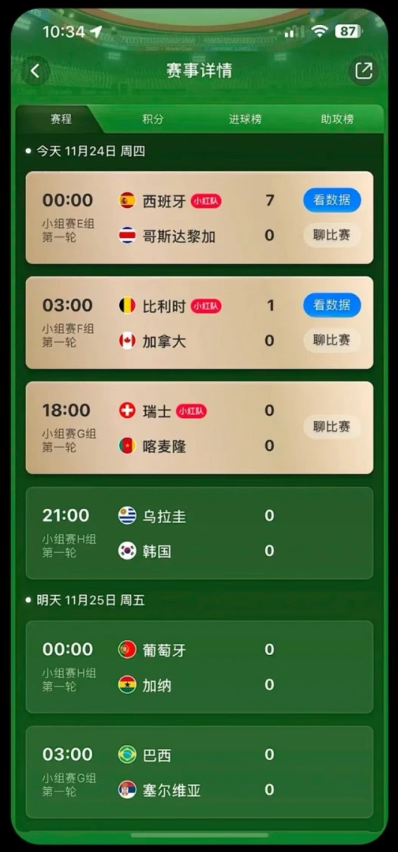 10:34
87
赛事详情
赛程 积分 进球榜 助攻榜
今天 11月24日 周四
00:00 西班牙 小红队 7 看数据
小组赛E组
第一轮 哥斯达黎加 0 聊比赛
03:00 比利时 小红队 1 看数据
小组赛F组
第一轮 加拿大 0 聊比赛
18:00 瑞士 小红队 0
聊比赛
小组赛G组
第一轮 喀麦隆 0
21:00 乌拉圭 0
小组赛H组
第一轮 韩国 0
明天 11月25日 周五
00:00 葡萄牙 0
小组赛H组
第一轮 加纳 0
03:00 巴西 0
小组赛G组
第一轮 塞尔维亚 0